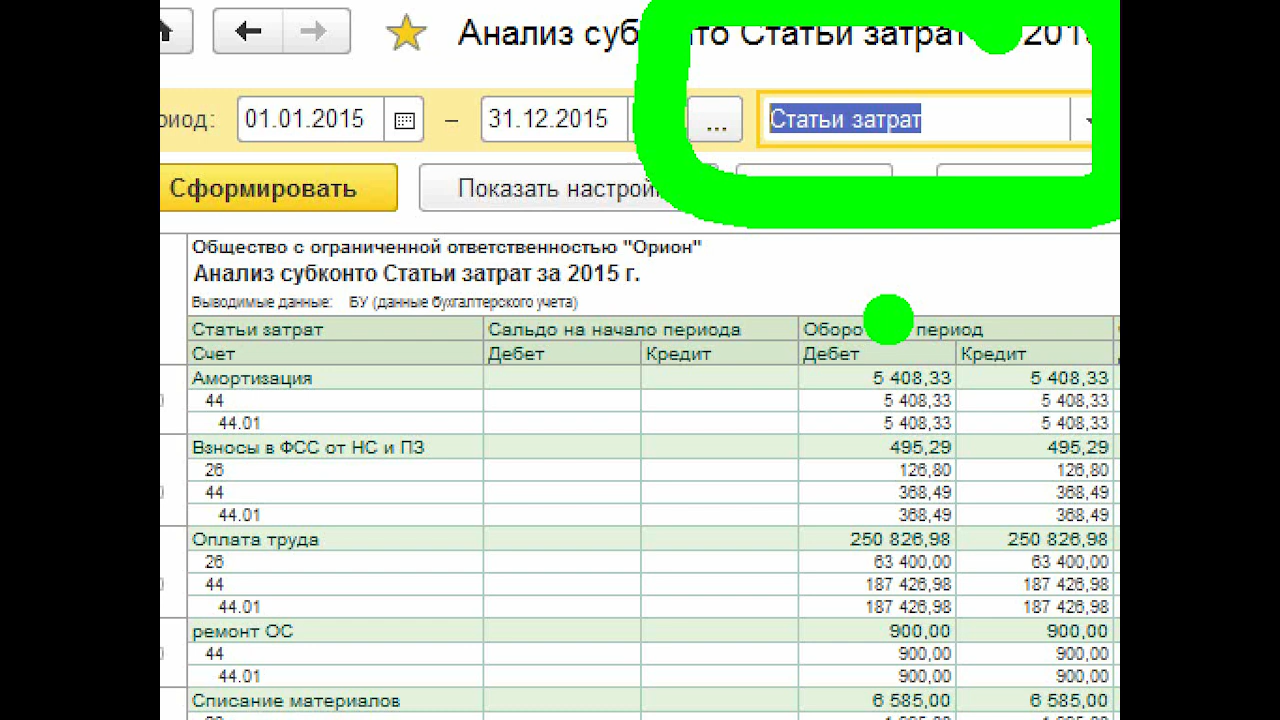 Анализ Статьи затрат
01.01.2015 – 31.12.2015 ... Статьи затрат
Сформировать Показать
Общество с ограниченной ответственностью "Орион"
Анализ субконто Статьи затрат за 2015 г.
Выводимые данные: БУ (данные бухгалтерского учета)
Статьи затрат Сальдо на начало периода период
Счет Дебет Кредит Дебет Кредит
Амортизация 5 408,33 5 408,33
44 5 408,33 5 408,33
44.01 5 408,33 5 408,33
Взносы в ФСС от НС и ПЗ 495,29 495,29
26 126,80 126,80
44 368,49 368,49
44.01 368,49 368,49
Оплата труда 250 826,98 250 826,98
26 63 400,00 63 400,00
44 187 426,98 187 426,98
44.01 187 426,98 187 426,98
ремонт ОС 900,00 900,00
44 900,00 900,00
44.01 900,00 900,00
Списание материалов 6 585,00 6 585,00